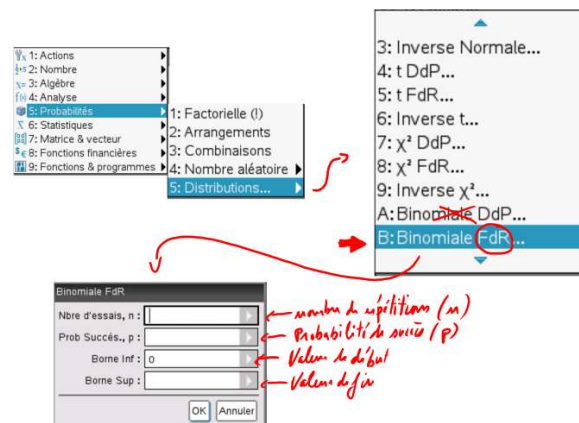 1: Actions
2: Nombre
3: Algèbre
4: Analyse
5: Probabilités
6: Statistiques
7: Matrice & vecteur
8: Fonctions financières
9: Fonctions & programmes
1: Factorielle (!)
2: Arrangements
3: Combinaisons
4: Nombre aléatoire
5: Distributions...
3: Inverse Normale...
4: t DdP...
5: t FdR...
6: Inverse t...
7: χ² DdP...
8: χ² FdR...
9: Inverse χ²...
A: Binomiale DdP...
B: Binomiale FdR...
Binomiale FdR
Nbre d'essais, n :
nombre de répétitions (n)
Prob Succés., p :
Probabilité de succès (p)
Borne Inf : 0
Valeur de début
Borne Sup :
Valeur de fin
OK Annuler